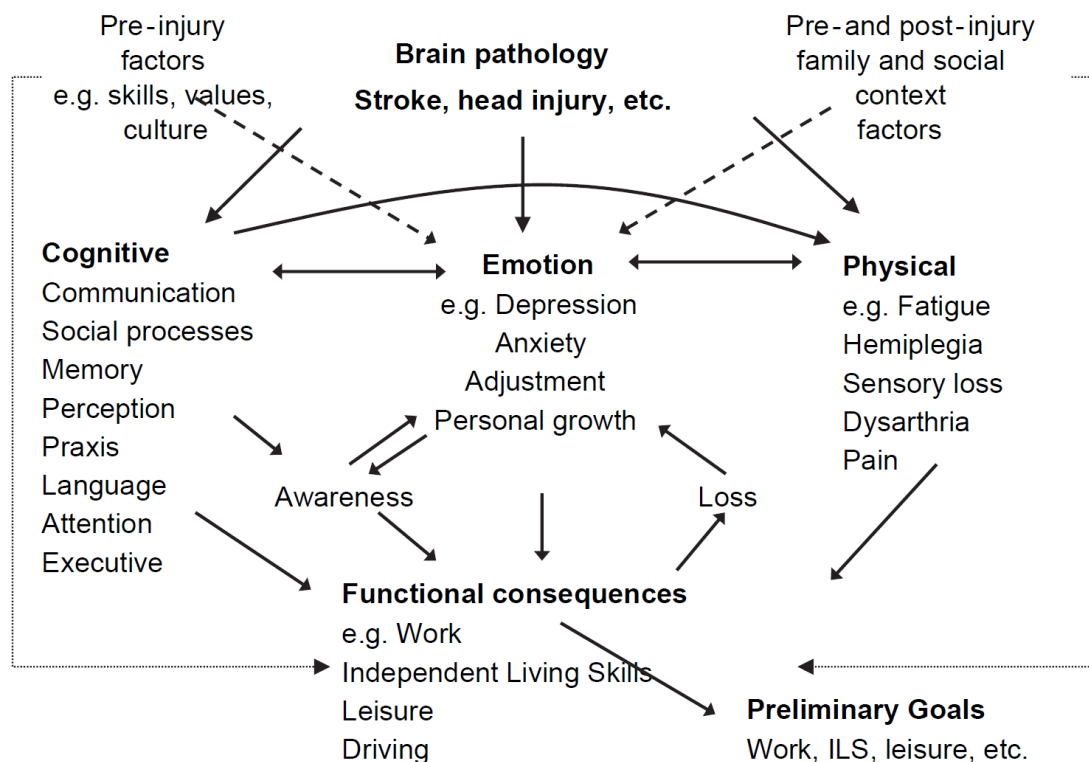 Pre-injury
factors
e.g. skills, values,
culture
Brain pathology
Stroke, head injury, etc.
Pre-and post-injury
family and social
context
factors
Cognitive
Communication
Social processes
Memory
Perception
Praxis
Language
Attention
Executive
Emotion
e.g. Depression
Anxiety
Adjustment
Personal growth
Physical
e.g. Fatigue
Hemiplegia
Sensory loss
Dysarthria
Pain
Awareness
Loss
Functional consequences
e.g. Work
Independent Living Skills
Leisure
Driving
Preliminary Goals
Work, ILS, leisure, etc.